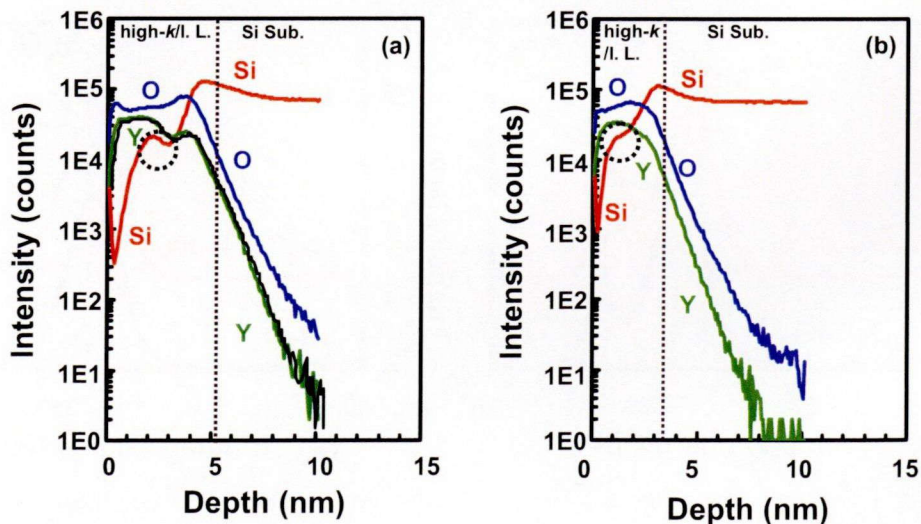 1E6
1E5
1E4
1E3
1E2
1E1
1E0
Intensity (counts)
high-k/I. L.
Si Sub.
(a)
Si
O
Y
O
Si
Y
0
5
10
15
Depth (nm)
1E6
1E5
1E4
1E3
1E2
1E1
1E0
Intensity (counts)
high-k
/I. L.
Si Sub.
(b)
Si
O
Y
O
Si
Y
0
5
10
15
Depth (nm)